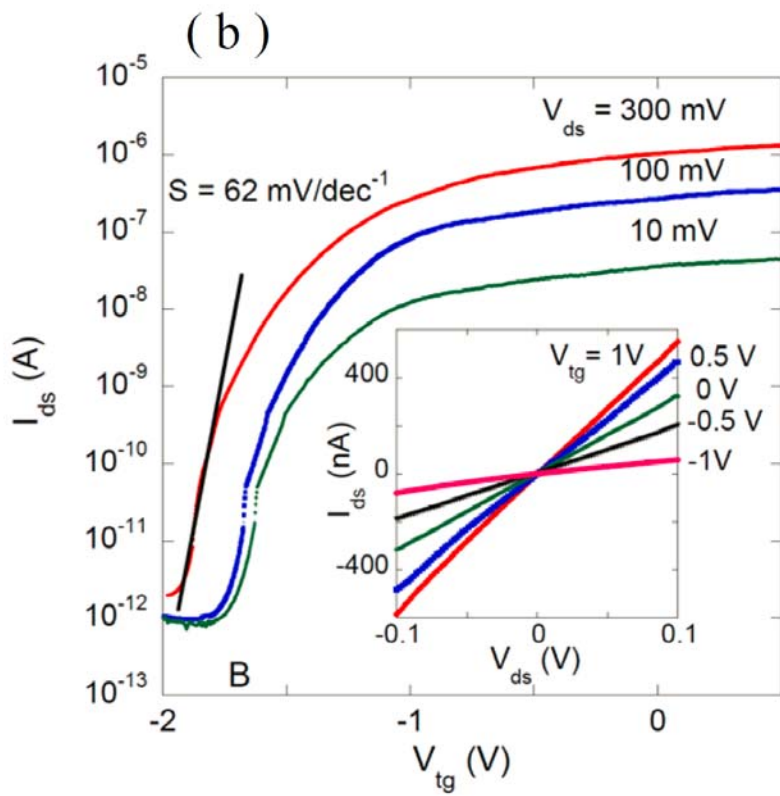 ( b )
10⁻⁵
V_ds = 300 mV
10⁻⁶
100 mV
S = 62 mV/dec⁻¹
10⁻⁷
10 mV
10⁻⁸
V_tg = 1V
0.5 V
400
0 V
10⁻⁹
-0.5 V
I_ds (A)
10⁻¹⁰
I_ds (nA)
0
-1V
10⁻¹¹
-400
10⁻¹²
-0.1
0
0.1
V_ds (V)
B
10⁻¹³
-2
-1
0
V_tg (V)